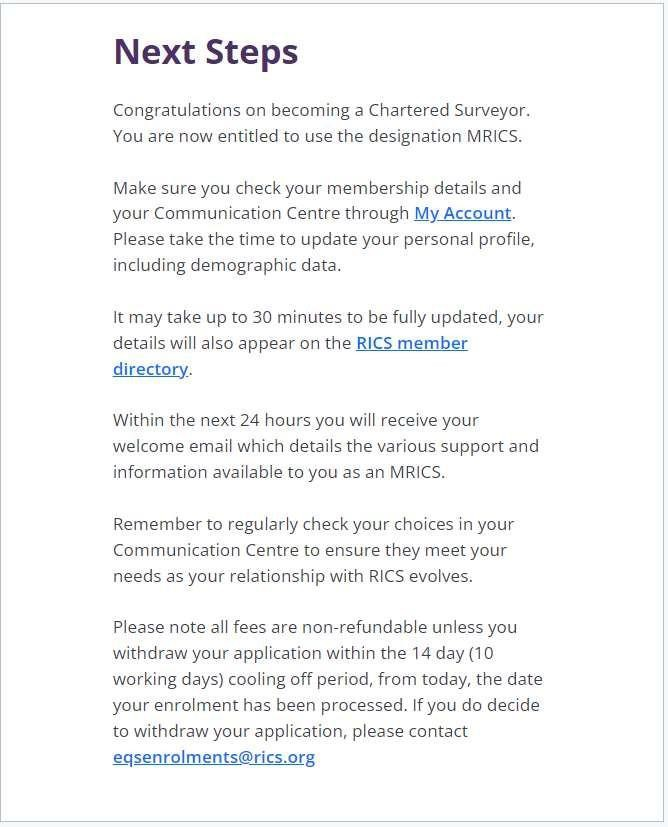 Next Steps
Congratulations on becoming a Chartered Surveyor.
You are now entitled to use the designation MRICS.
Make sure you check your membership details and
your Communication Centre through My Account.
Please take the time to update your personal profile,
including demographic data.
It may take up to 30 minutes to be fully updated, your
details will also appear on the RICS member
directory.
Within the next 24 hours you will receive your
welcome email which details the various support and
information available to you as an MRICS.
Remember to regularly check your choices in your
Communication Centre to ensure they meet your
needs as your relationship with RICS evolves.
Please note all fees are non-refundable unless you
withdraw your application within the 14 day (10
working days) cooling off period, from today, the date
your enrolment has been processed. If you do decide
to withdraw your application, please contact
eqsenrolments@rics.org